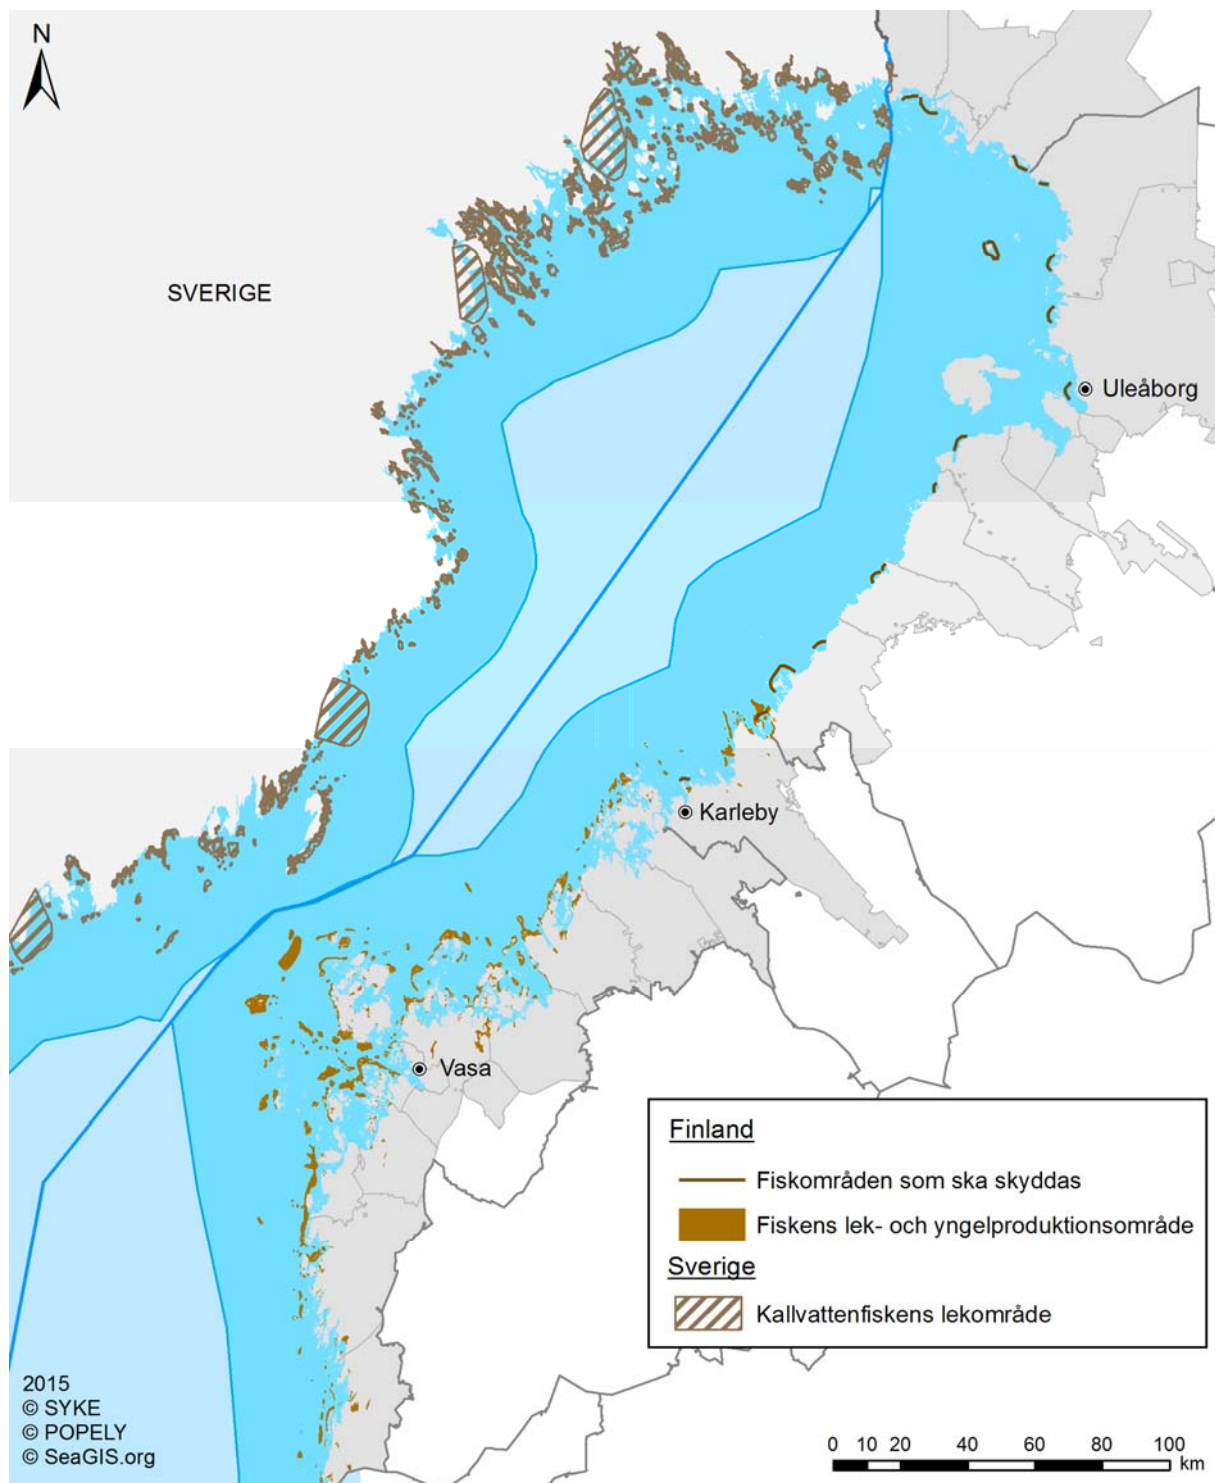 N
SVERIGE
Uleåborg
Karleby
Vasa
Finland
Fiskområden som ska skyddas
Fiskens lek- och yngelproduktionsområde
Sverige
Kallvattenfiskens lekområde
2015
© SYKE
© POPELY
© SeaGIS.org
0 10 20 40 60 80 100
km